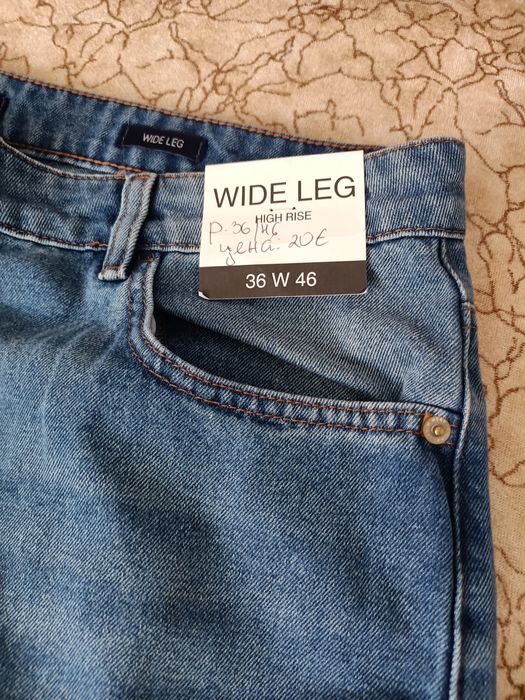 WIDE LEG
WIDE LEG
HIGH RISE
р. 36/46
цена: 20€
36 W 46